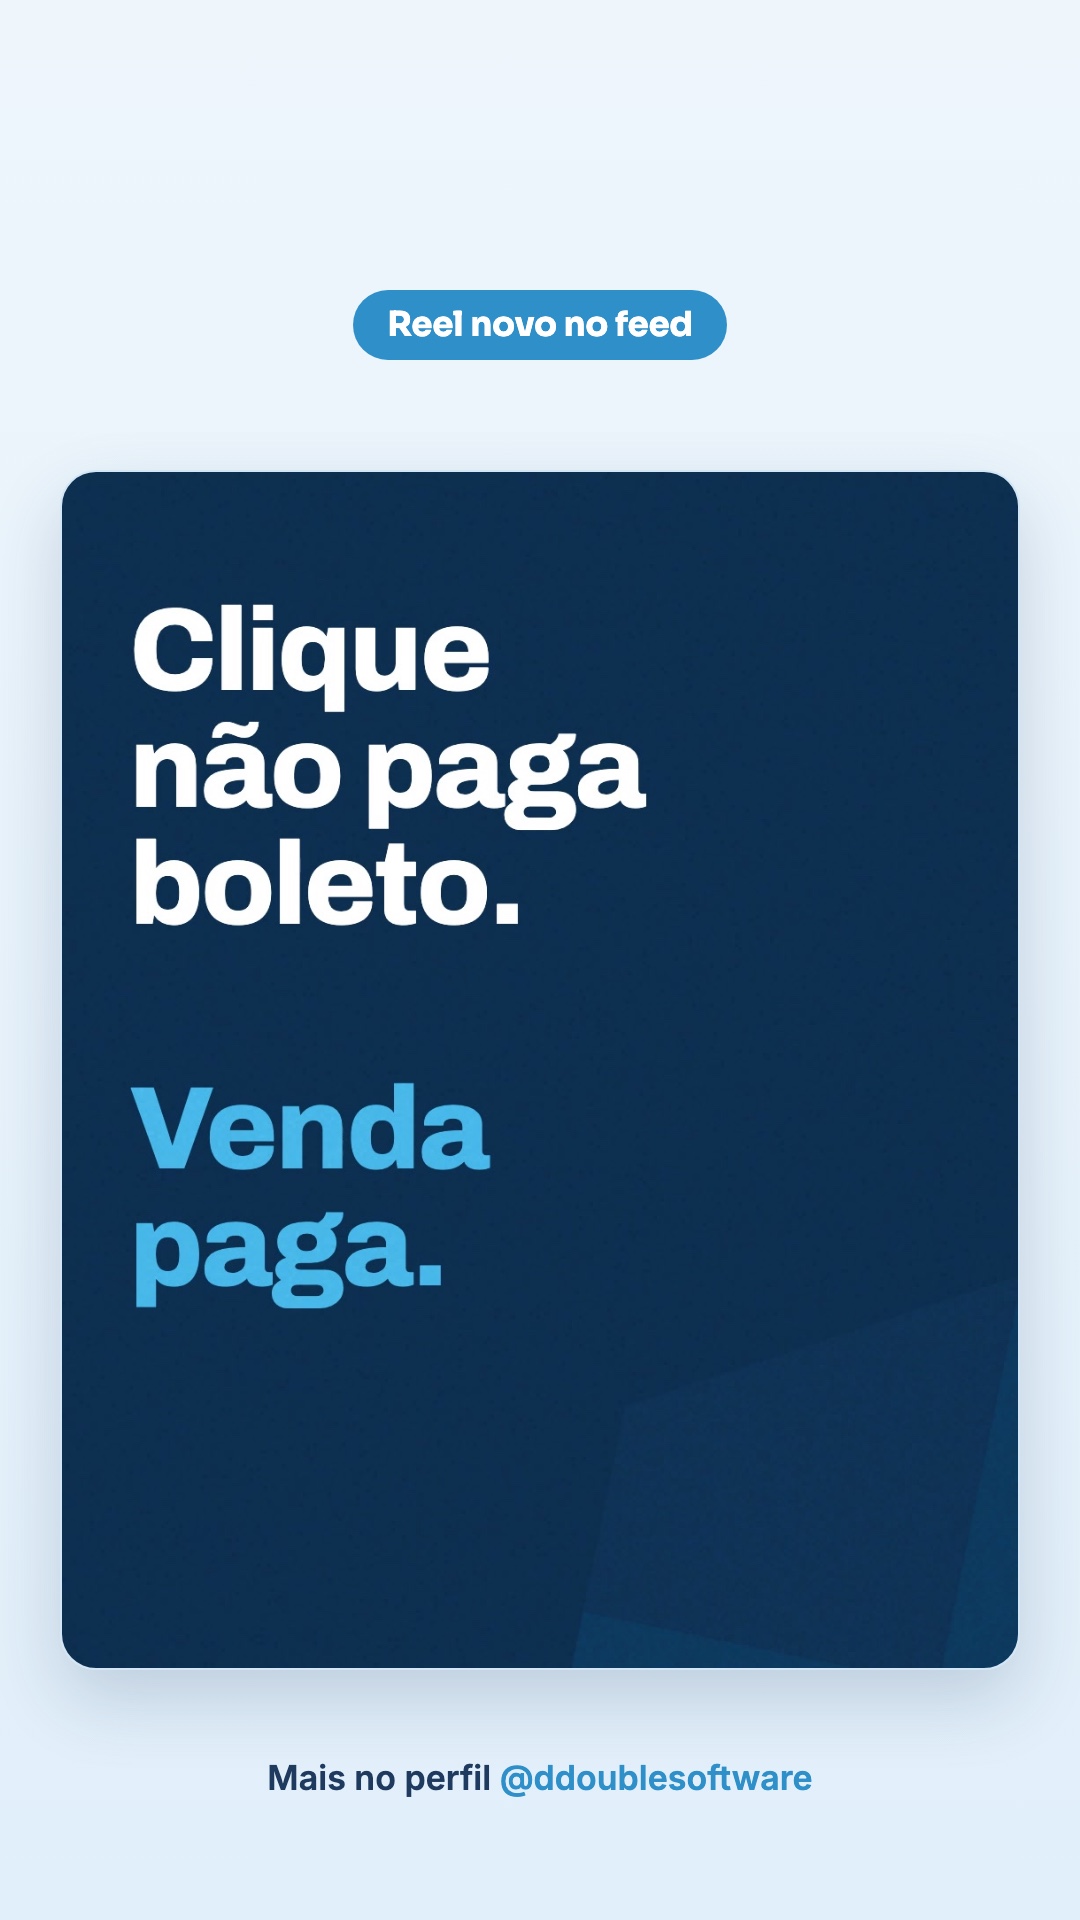 Reel novo no feed
Clique
não paga
boleto.
Venda
paga.
Mais no perfil @ddoublesoftware